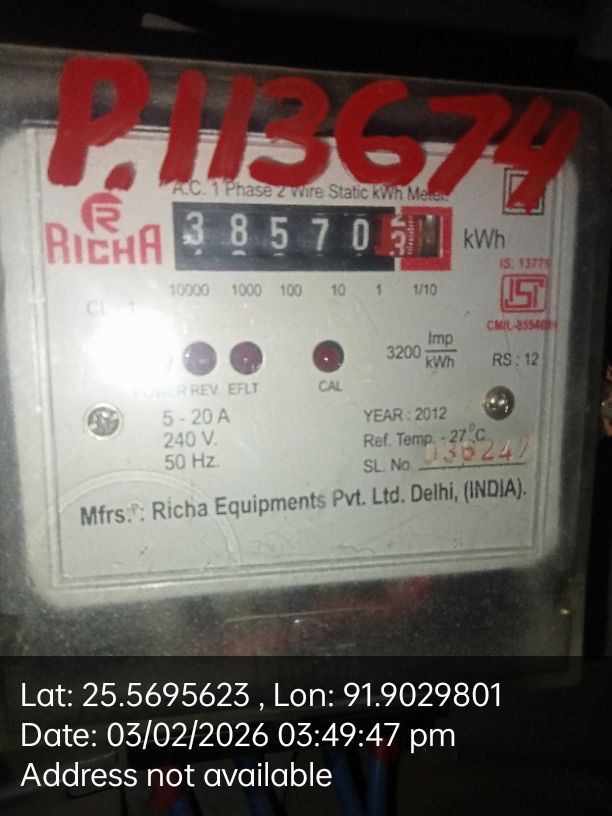 P.113674
A.C. 1 Phase 2 Wire Static kWh Meter
RICHA
3 8 5 7 0 kWh
IS: 13779
10000 1000 100 10 1 1/10
ISI
CL. 1
3200 Imp/kWh
RS : 12
POWER REV. EFLT CAL
5 - 20 A
240 V.
50 Hz.
YEAR : 2012
Ref. Temp. - 27°C
SL. No. 036247
Mfrs. : Richa Equipments Pvt. Ltd. Delhi, (INDIA).
Lat: 25.5695623 , Lon: 91.9029801
Date: 03/02/2026 03:49:47 pm
Address not available